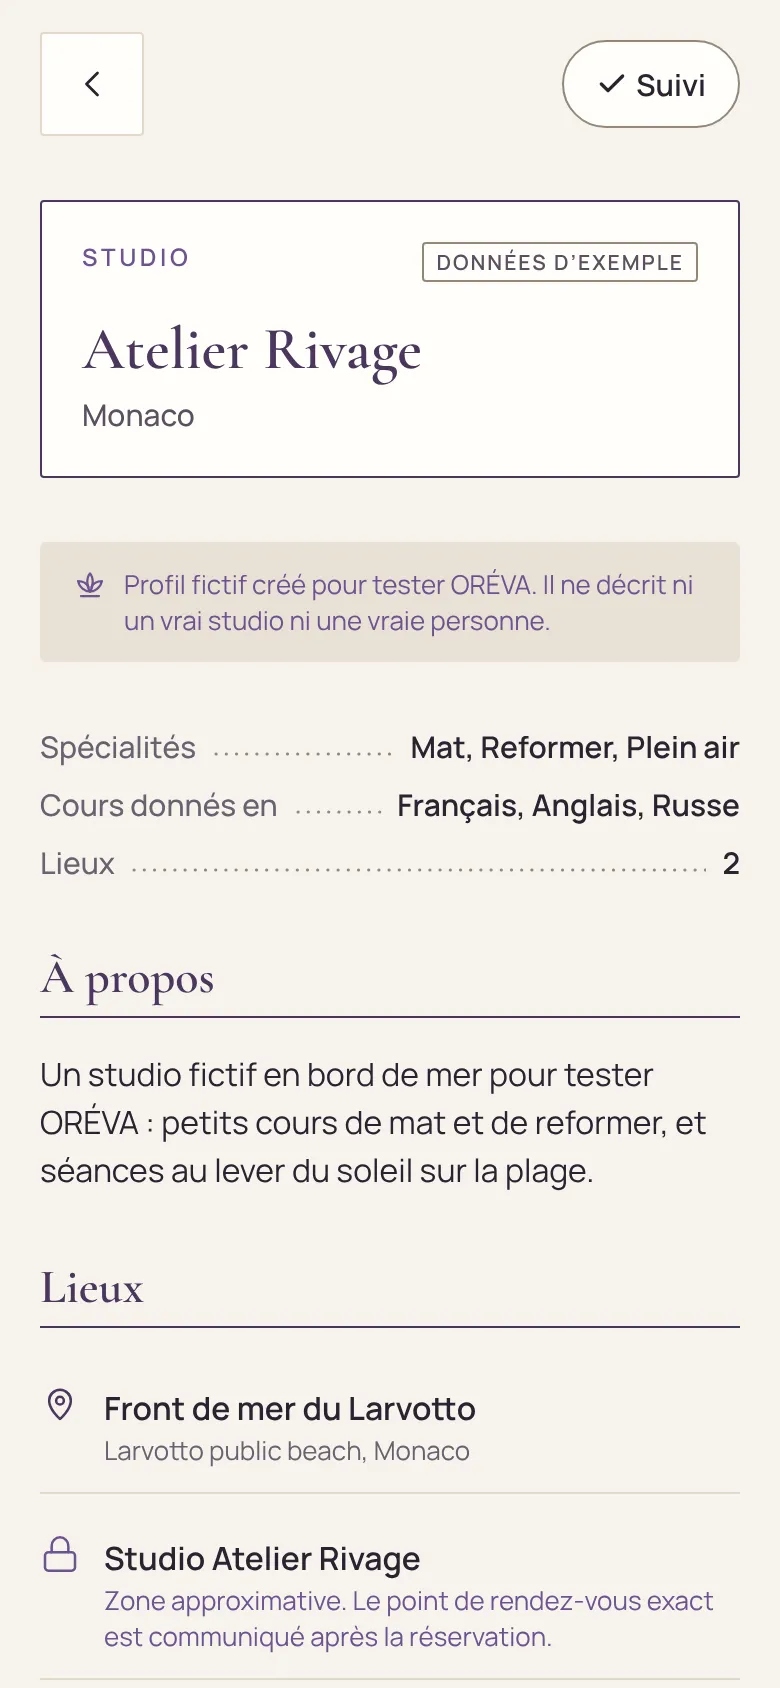 Suivi
STUDIO
DONNÉES D’EXEMPLE
Atelier Rivage
Monaco
Profil fictif créé pour tester ORÉVA. Il ne décrit ni
un vrai studio ni une vraie personne.
Spécialités .................. Mat, Reformer, Plein air
Cours donnés en ......... Français, Anglais, Russe
Lieux ......................................................... 2
À propos
Un studio fictif en bord de mer pour tester
ORÉVA : petits cours de mat et de reformer, et
séances au lever du soleil sur la plage.
Lieux
Front de mer du Larvotto
Larvotto public beach, Monaco
Studio Atelier Rivage
Zone approximative. Le point de rendez-vous exact
est communiqué après la réservation.